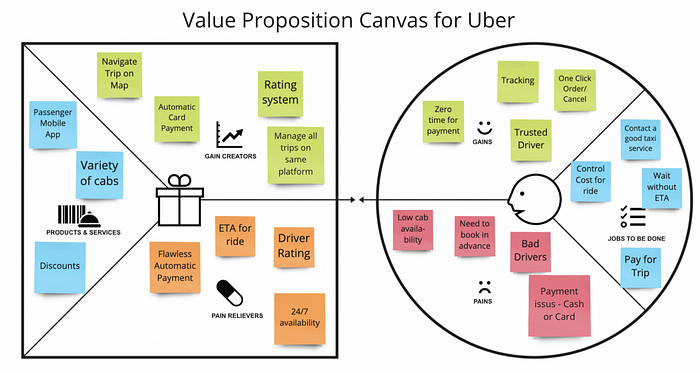 Value Proposition Canvas for Uber
Navigate
Trip on
Map
Automatic
Card
Payment
Rating
system
Manage all
trips on
same
platform
GAIN CREATORS
Passenger
Mobile
App
Variety
of cabs
PRODUCTS & SERVICES
Discounts
ETA for
ride
Driver
Rating
Flawless
Automatic
Payment
24/7
availability
PAIN RELIEVERS
Tracking
One Click
Order/
Cancel
Zero
time for
payment
Trusted
Driver
GAINS
Contact a
good taxi
service
Control
Cost for
ride
Wait
without
ETA
JOBS TO BE DONE
Pay for
Trip
Low cab
availa-
bility
Need to
book in
advance
Bad
Drivers
Payment
issus - Cash
or Card
PAINS